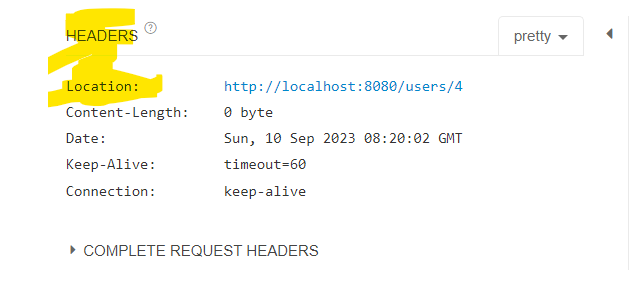 HEADERS ? pretty
Location: http://localhost:8080/users/4
Content-Length: 0 byte
Date: Sun, 10 Sep 2023 08:20:02 GMT
Keep-Alive: timeout=60
Connection: keep-alive
COMPLETE REQUEST HEADERS